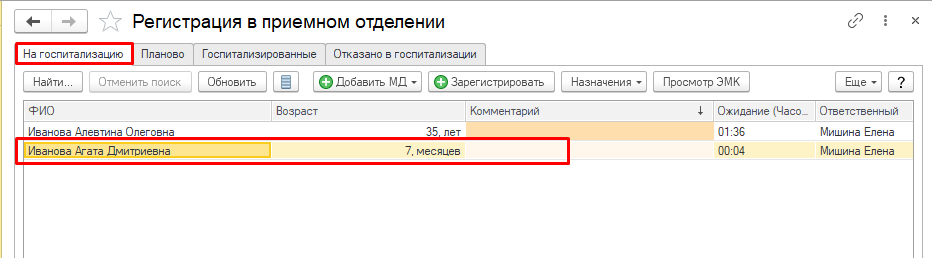 Регистрация в приемном отделении
На госпитализацию Планово Госпитализированные Отказано в госпитализации
Найти... Отменить поиск Обновить Добавить МД Зарегистрировать Назначения Просмотр ЭМК Еще ?
ФИО Возраст Комментарий ↓ Ожидание (Часо... Ответственный
Иванова Алевтина Олеговна 35, лет 01:36 Мишина Елена
Иванова Агата Дмитриевна 7, месяцев 00:04 Мишина Елена